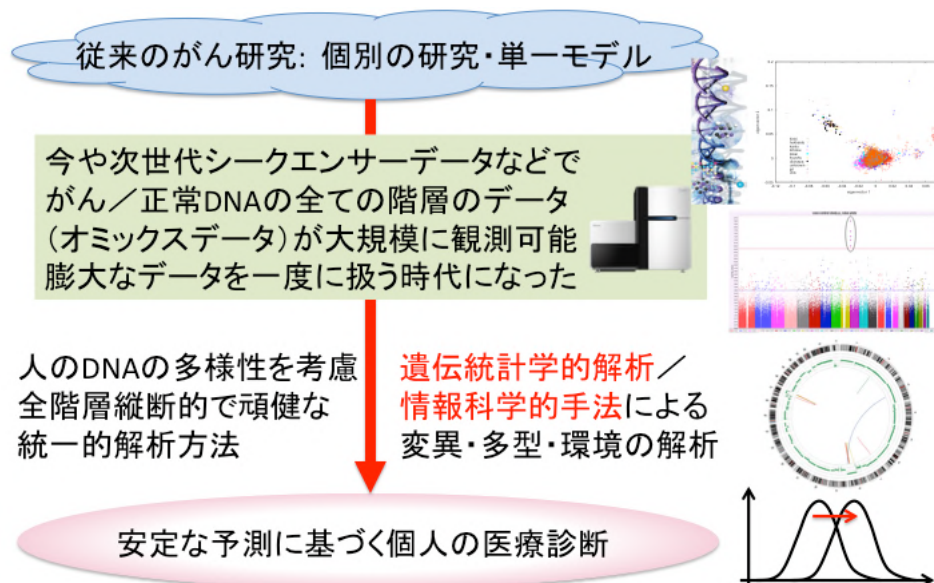 従来のがん研究: 個別の研究・単一モデル
今や次世代シークエンサーデータなどで
がん／正常DNAの全ての階層のデータ
（オミックスデータ）が大規模に観測可能
膨大なデータを一度に扱う時代になった
人のDNAの多様性を考慮
全階層縦断的で頑健な
統一的解析方法
遺伝統計学的解析／
情報科学的手法による
変異・多型・環境の解析
安定な予測に基づく個人の医療診断